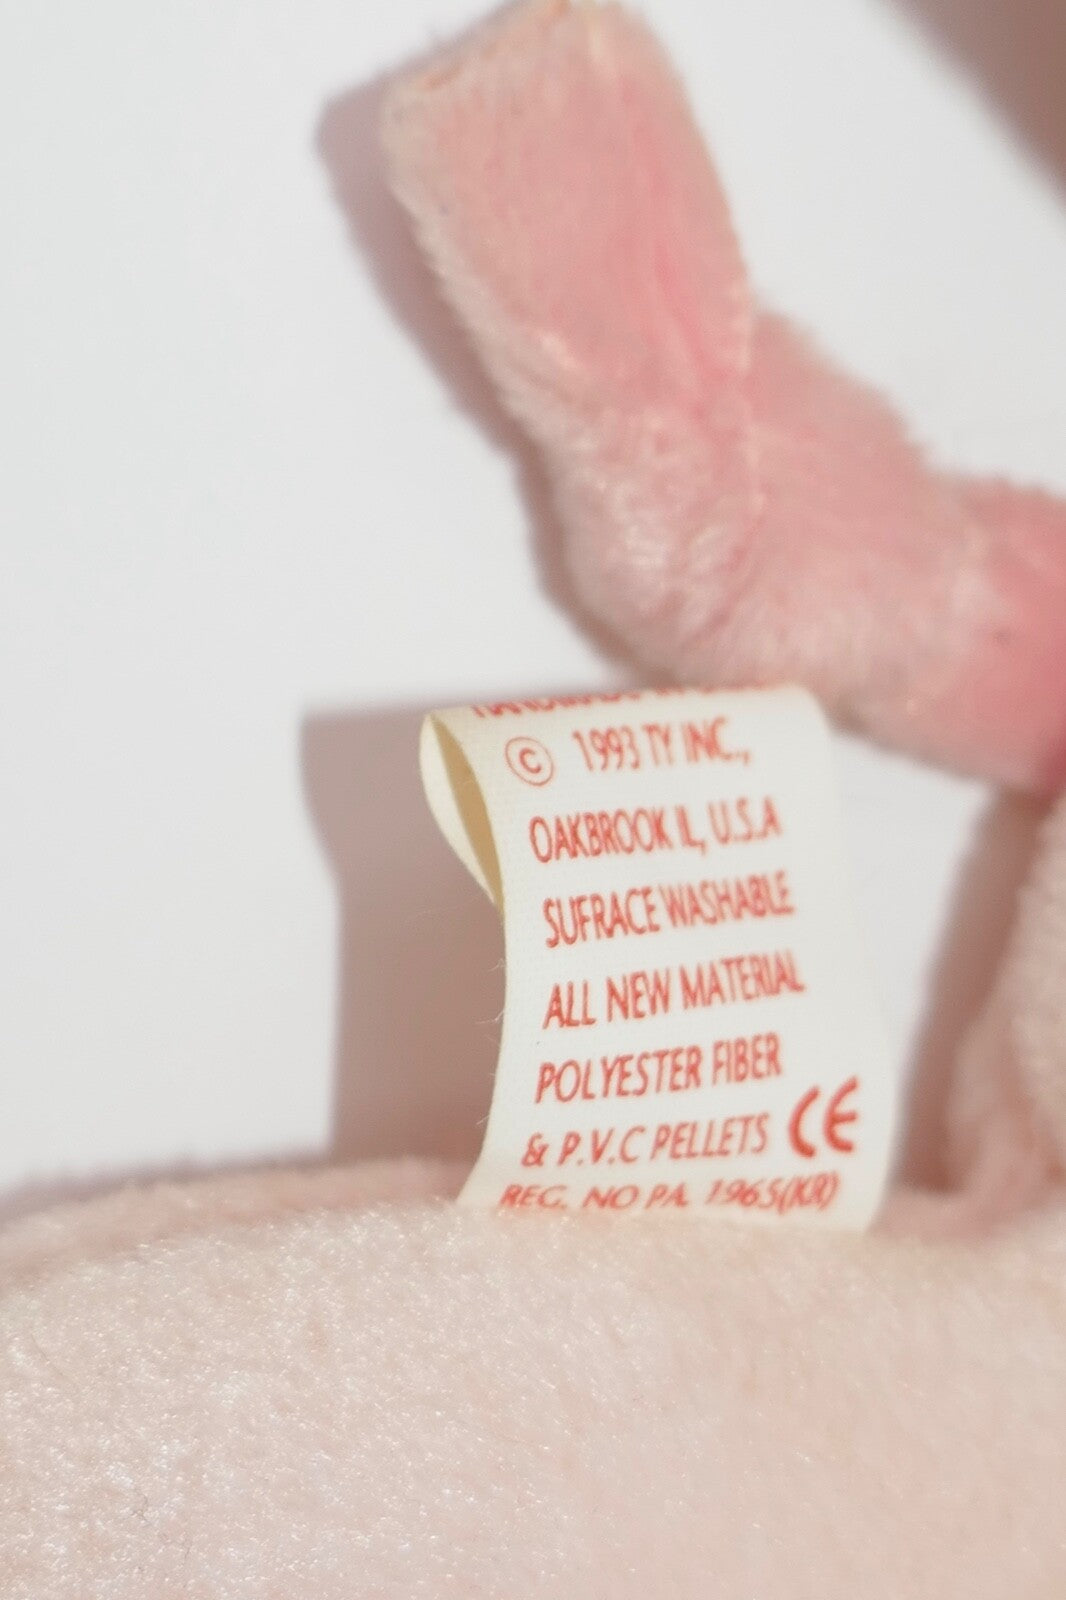 © 1993 TY INC.,
OAKBROOK IL, U.S.A
SUFRACE WASHABLE
ALL NEW MATERIAL
POLYESTER FIBER
& P.V.C PELLETS CE
REG. NO PA. 1965(KR)